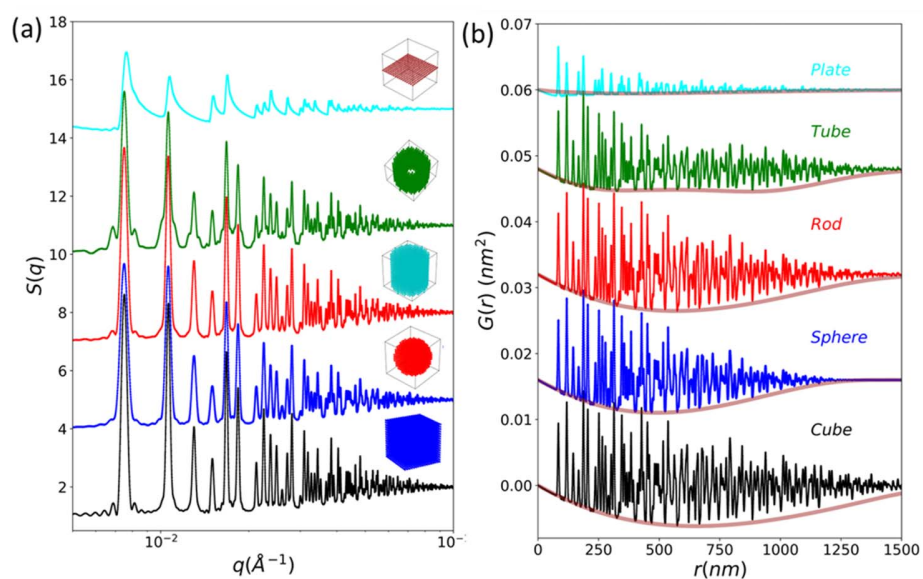 (a)
18
16
14
12
10
8
6
4
2
S(q)
10⁻²
10⁻¹
q(Å⁻¹)
(b)
0.06
0.05
0.04
0.03
0.02
0.01
0.00
G(r) (nm²)
Plate
Tube
Rod
Sphere
Cube
0
250
500
750
1000
1250
1500
r(nm)